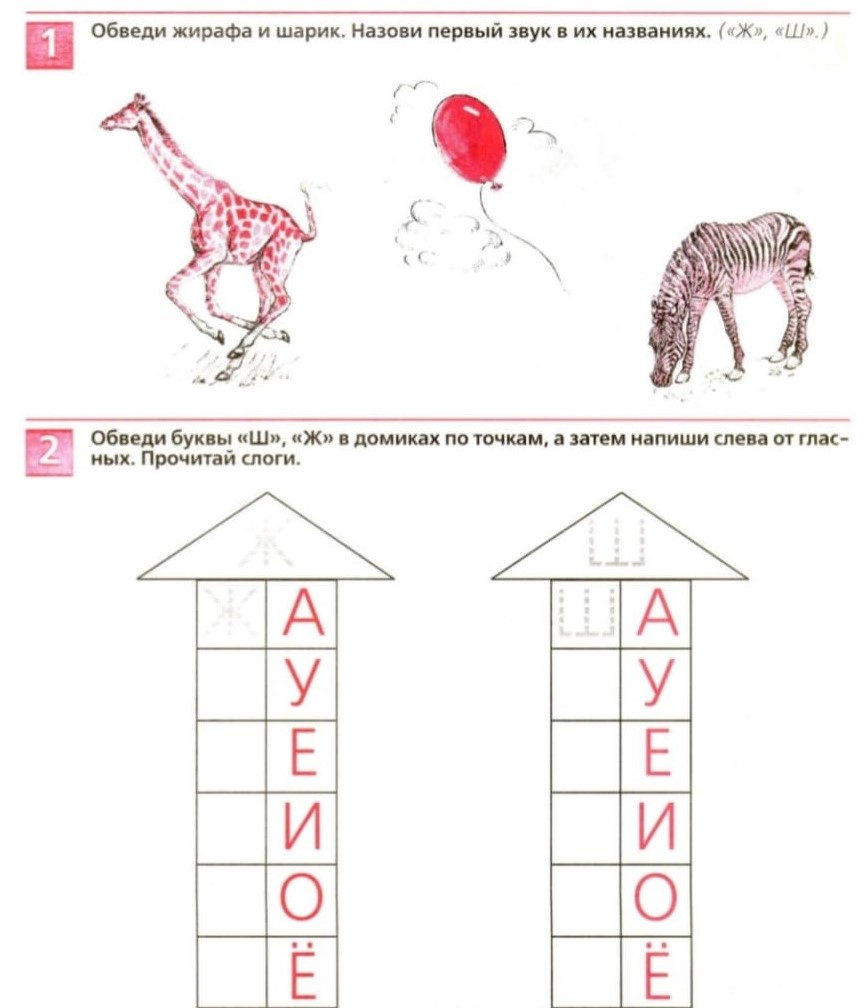 1
Обведи жирафа и шарик. Назови первый звук в их названиях. («Ж», «Ш».)
2
Обведи буквы «Ш», «Ж» в домиках по точкам, а затем напиши слева от глас-
ных. Прочитай слоги.
Ж Ш
Ж А Ш А
У У
Е Е
И И
О О
Ё Ё